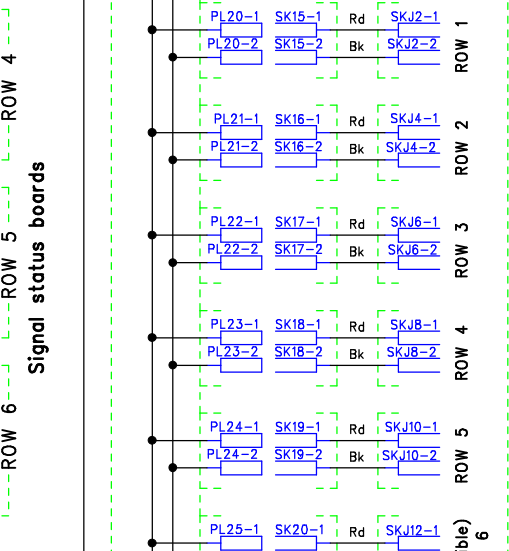 PL20-1 SK15-1 Rd SKJ2-1
PL20-2 SK15-2 Bk SKJ2-2
ROW 1
PL21-1 SK16-1 Rd SKJ4-1
PL21-2 SK16-2 Bk SKJ4-2
ROW 2
PL22-1 SK17-1 Rd SKJ6-1
PL22-2 SK17-2 Bk SKJ6-2
ROW 3
PL23-1 SK18-1 Rd SKJ8-1
PL23-2 SK18-2 Bk SKJ8-2
ROW 4
PL24-1 SK19-1 Rd SKJ10-1
PL24-2 SK19-2 Bk SKJ10-2
ROW 5
PL25-1 SK20-1 Rd SKJ12-1
ble)
6
ROW 4
ROW 5
ROW 6
Signal status boards